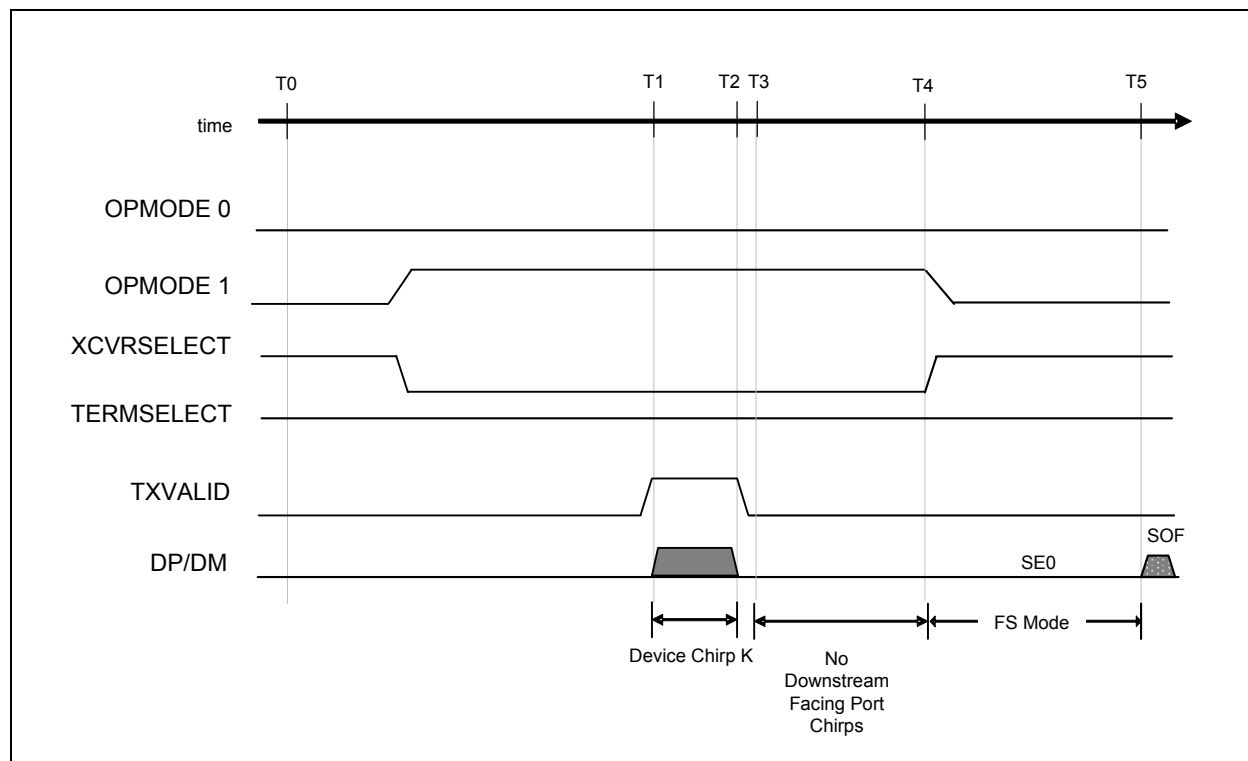 T0
T1
T2
T3
T4
T5
time
OPMODE 0
OPMODE 1
XCVRSELECT
TERMSELECT
TXVALID
DP/DM
SE0
SOF
Device Chirp K
No
Downstream
Facing Port
Chirps
FS Mode